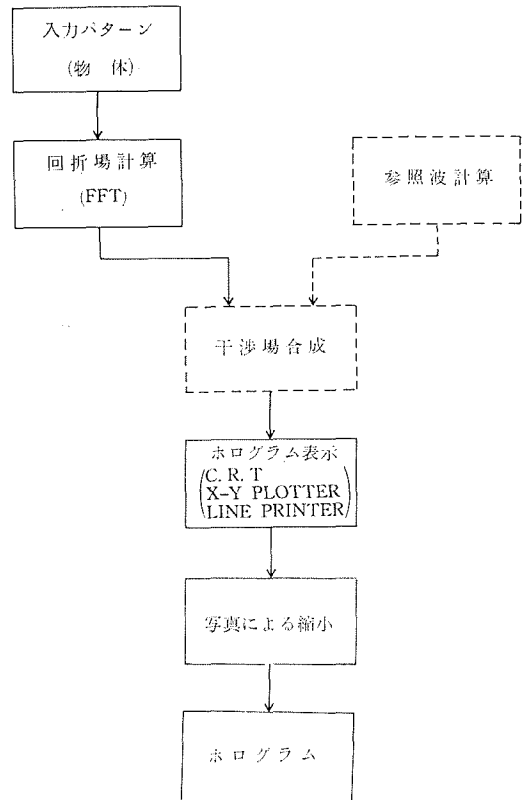 入力パターン
(物 体)
回折場計算
(FFT)
参照波計算
干渉場合成
ホログラム表示
C. R. T
X-Y PLOTTER
LINE PRINTER
写真による縮小
ホログラム